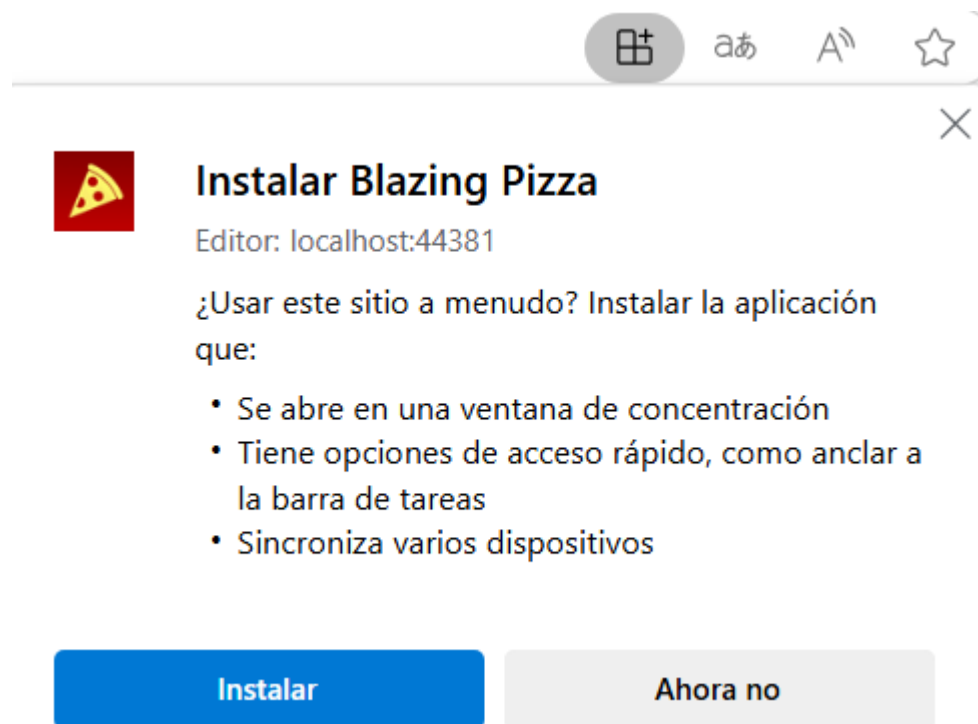 aあ A
Instalar Blazing Pizza
Editor: localhost:44381
¿Usar este sitio a menudo? Instalar la aplicación
que:
• Se abre en una ventana de concentración
• Tiene opciones de acceso rápido, como anclar a
la barra de tareas
• Sincroniza varios dispositivos
Instalar Ahora no